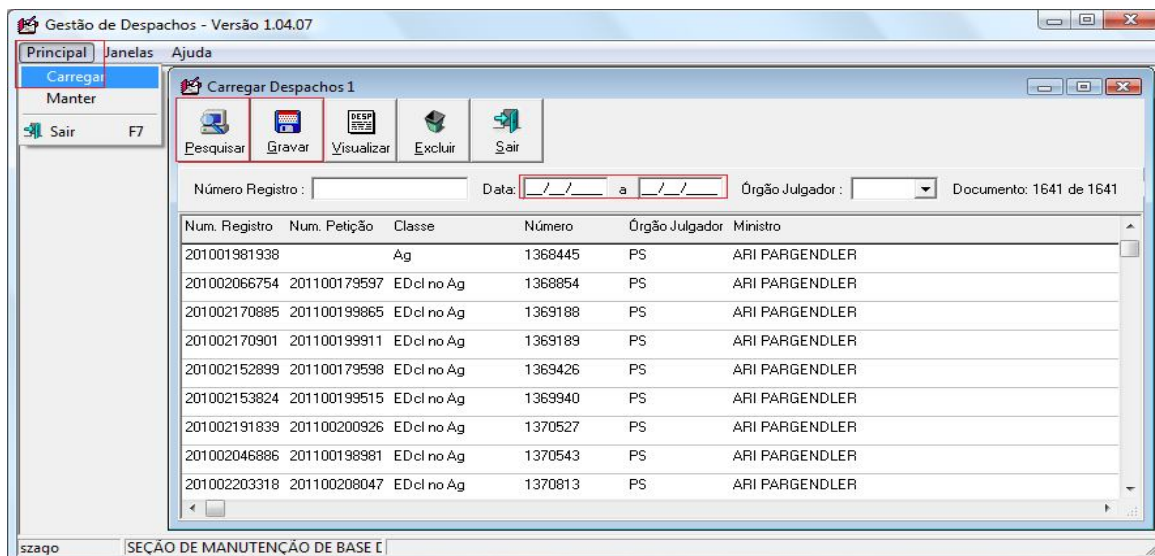 Gestão de Despachos - Versão 1.04.07
Principal Janelas Ajuda
Carregar
Manter
Sair F7
Carregar Despachos 1
DESP
Pesquisar Gravar Visualizar Excluir Sair
Número Registro : Data: __/__/____ a __/__/____ Órgão Julgador : Documento: 1641 de 1641
Num. Registro Num. Petição Classe Número Órgão Julgador Ministro
201001981938 Ag 1368445 PS ARI PARGENDLER
201002066754 201100179597 EDcl no Ag 1368854 PS ARI PARGENDLER
201002170885 201100199865 EDcl no Ag 1369188 PS ARI PARGENDLER
201002170901 201100199911 EDcl no Ag 1369189 PS ARI PARGENDLER
201002152899 201100179598 EDcl no Ag 1369426 PS ARI PARGENDLER
201002153824 201100199515 EDcl no Ag 1369940 PS ARI PARGENDLER
201002191839 201100200926 EDcl no Ag 1370527 PS ARI PARGENDLER
201002046886 201100198981 EDcl no Ag 1370543 PS ARI PARGENDLER
201002203318 201100208047 EDcl no Ag 1370813 PS ARI PARGENDLER
szago SEÇÃO DE MANUTENÇÃO DE BASE D